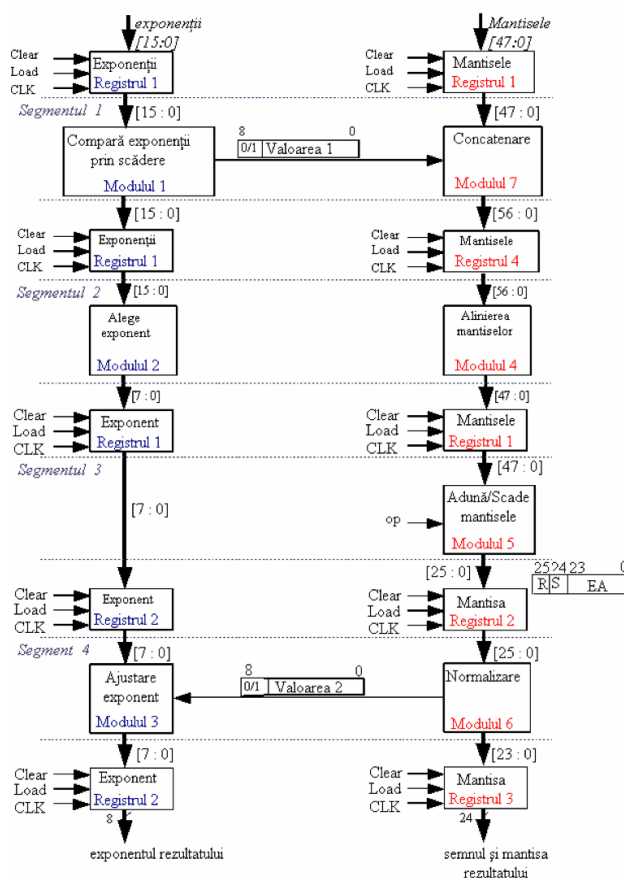 exponenții
[15:0]
Mantisele
[47:0]
Clear
Load
CLK
Exponenții
Registrul 1
Clear
Load
CLK
Mantisele
Registrul 1
Segmentul 1
[15 : 0]
[47 : 0]
Compară exponenții
prin scădere
Modulul 1
8 0
0/1 Valoarea 1
Concatenare
Modulul 7
[15 : 0]
[56 : 0]
Clear
Load
CLK
Exponenții
Registrul 1
Clear
Load
CLK
Mantisele
Registrul 4
Segmentul 2
[15 : 0]
[56 : 0]
Alege
exponent
Modulul 2
Alinierea
mantiselor
Modulul 4
[7 : 0]
[47 : 0]
Clear
Load
CLK
Exponent
Registrul 1
Clear
Load
CLK
Mantisele
Registrul 1
Segmentul 3
[47 : 0]
[7 : 0]
op
Adună/Scade
mantisele
Modulul 5
[25 : 0]
25 24 23 0
R S EA
Clear
Load
CLK
Exponent
Registrul 2
Clear
Load
CLK
Mantisa
Registrul 2
Segment 4
[7 : 0]
[25 : 0]
Ajustare
exponent
Modulul 3
8 0
0/1 Valoarea 2
Normalizare
Modulul 6
[7 : 0]
[23 : 0]
Clear
Load
CLK
Exponent
Registrul 2
Clear
Load
CLK
Mantisa
Registrul 3
8
24
exponentul rezultatului
semnul și mantisa
rezultatului